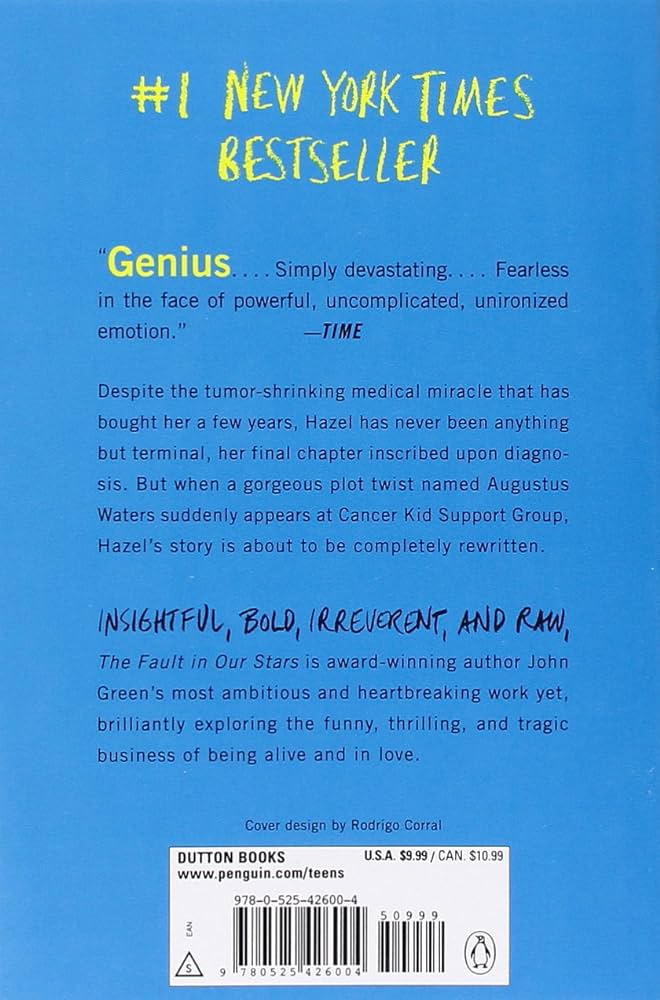 #1 NEW YORK TIMES
BESTSELLER
“Genius.... Simply devastating.... Fearless
in the face of powerful, uncomplicated, unironized
emotion.” —TIME
Despite the tumor-shrinking medical miracle that has
bought her a few years, Hazel has never been anything
but terminal, her final chapter inscribed upon diagno-
sis. But when a gorgeous plot twist named Augustus
Waters suddenly appears at Cancer Kid Support Group,
Hazel’s story is about to be completely rewritten.
INSIGHTFUL, BOLD, IRREVERENT, AND RAW,
The Fault in Our Stars is award-winning author John
Green’s most ambitious and heartbreaking work yet,
brilliantly exploring the funny, thrilling, and tragic
business of being alive and in love.
Cover design by Rodrigo Corral
DUTTON BOOKS U.S.A. $9.99 / CAN. $10.99
www.penguin.com/teens
978-0-525-42600-4
50999
EAN
S
9 780525 426004